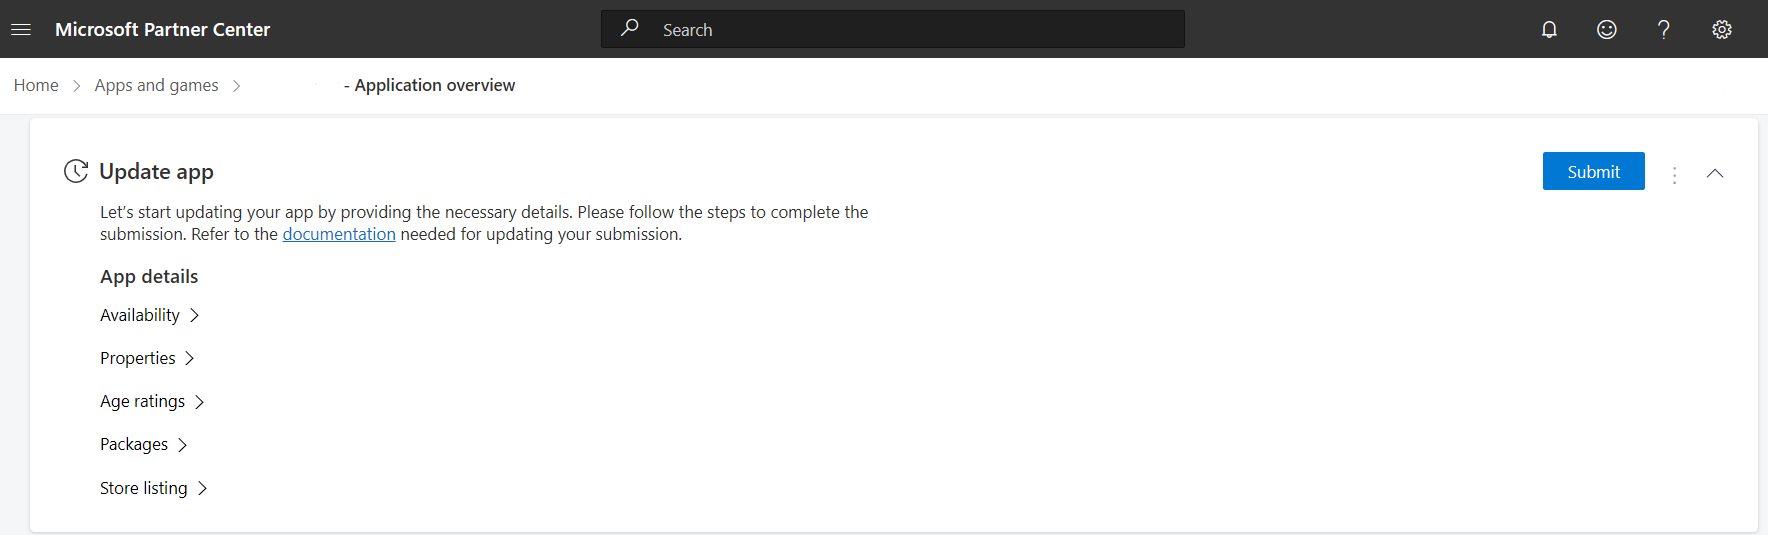 Microsoft Partner Center
Search
Home
Apps and games
- Application overview
Update app
Submit
Let's start updating your app by providing the necessary details. Please follow the steps to complete the
submission. Refer to the documentation needed for updating your submission.
App details
Availability
Properties
Age ratings
Packages
Store listing